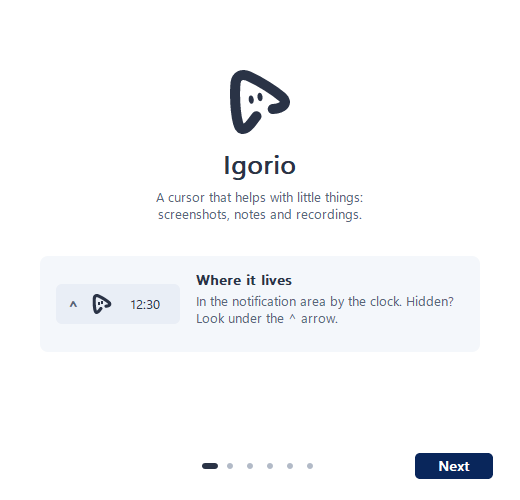 Igorio
A cursor that helps with little things:
screenshots, notes and recordings.
Where it lives
^ 12:30
In the notification area by the clock. Hidden?
Look under the ^ arrow.
Next